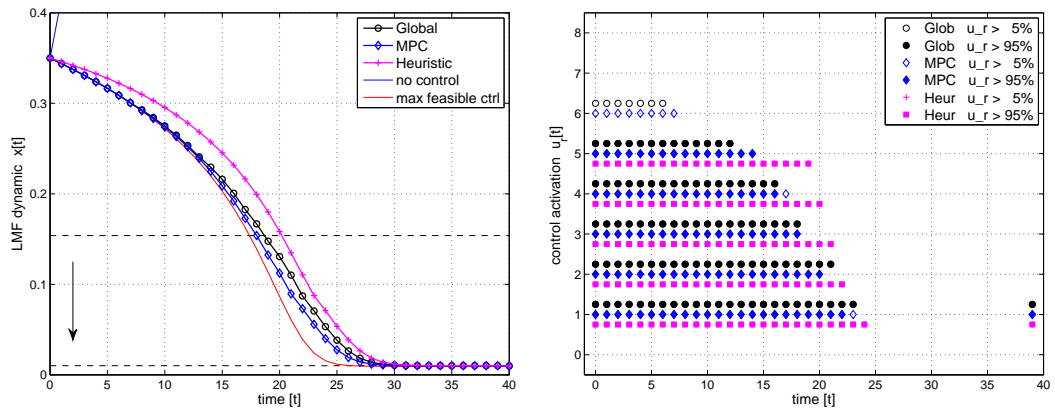 0.4
0.3
0.2
0.1
0
0 5 10 15 20 25 30 35 40
time [t]
LMF dynamic x[t]
Global
MPC
Heuristic
no control
max feasible ctrl
8
7
6
5
4
3
2
1
0
0 5 10 15 20 25 30 35 40
time [t]
control activation u_r[t]
Glob u_r > 5%
Glob u_r > 95%
MPC u_r > 5%
MPC u_r > 95%
Heur u_r > 5%
Heur u_r > 95%